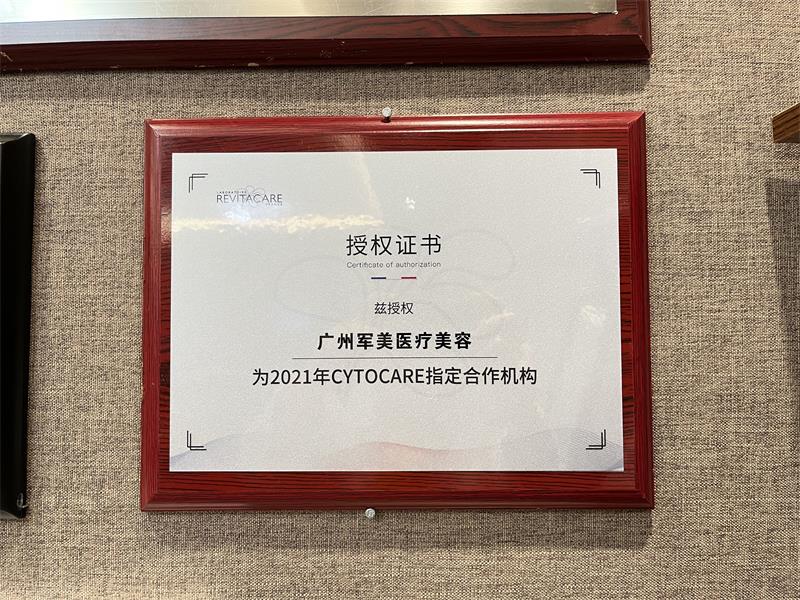 LABORATOIRE
REVITACARE
FRANCE
授权证书
Certificate of authorization
兹授权
广州军美医疗美容
为2021年CYTOCARE指定合作机构